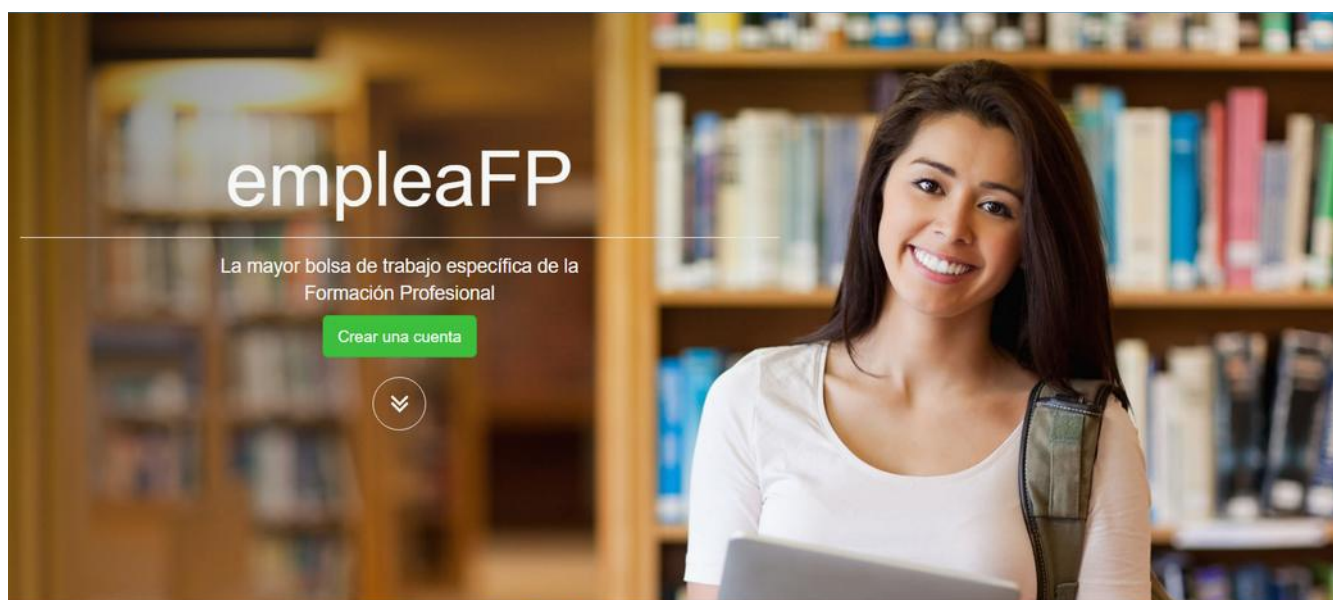 empleaFP
La mayor bolsa de trabajo específica de la
Formación Profesional
Crear una cuenta